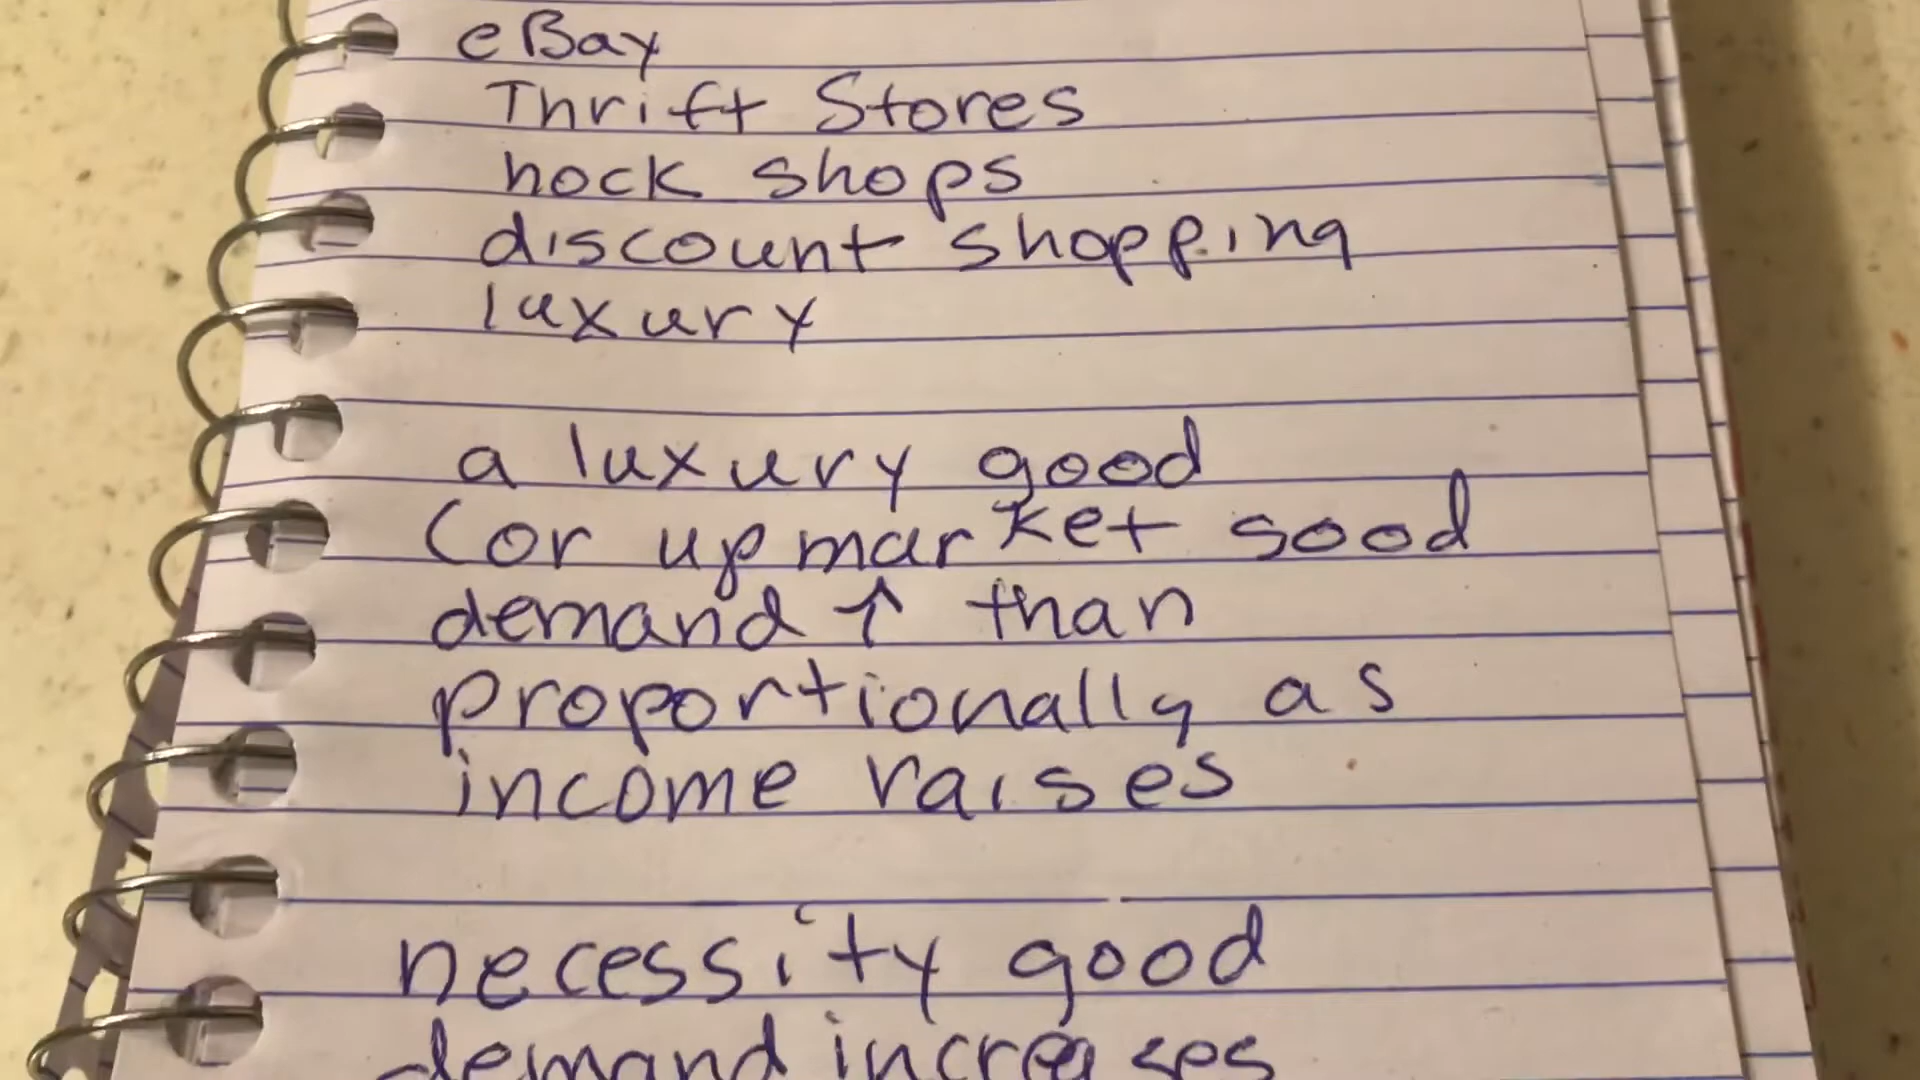 eBay
Thrift Stores
hock shops
discount shopping
luxury
a luxury good
(or upmarket sood
demand ↑ than
proportionally as
income raises
necessity good
demand increases